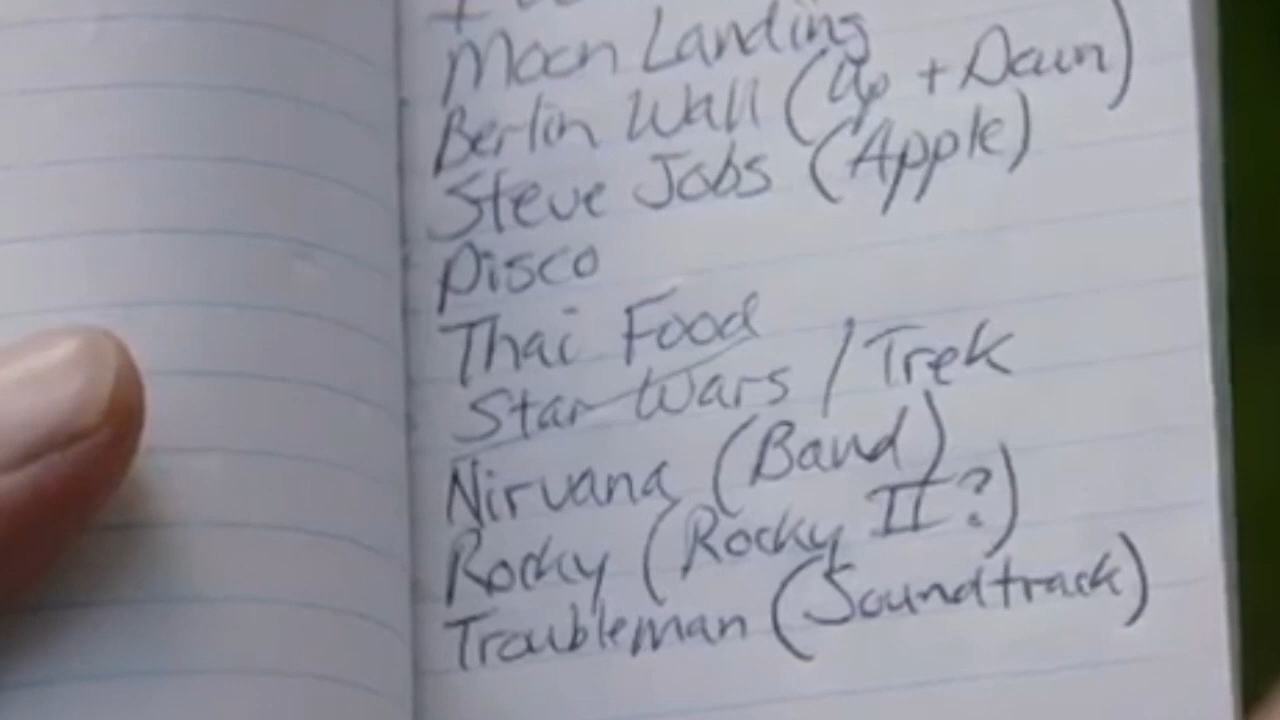 Moon Landing
Berlin Wall (Up + Down)
Steve Jobs (Apple)
Disco
Thai Food
Star Wars / Trek
Nirvana (Band)
Rocky (Rocky II?)
Troubleman (Soundtrack)